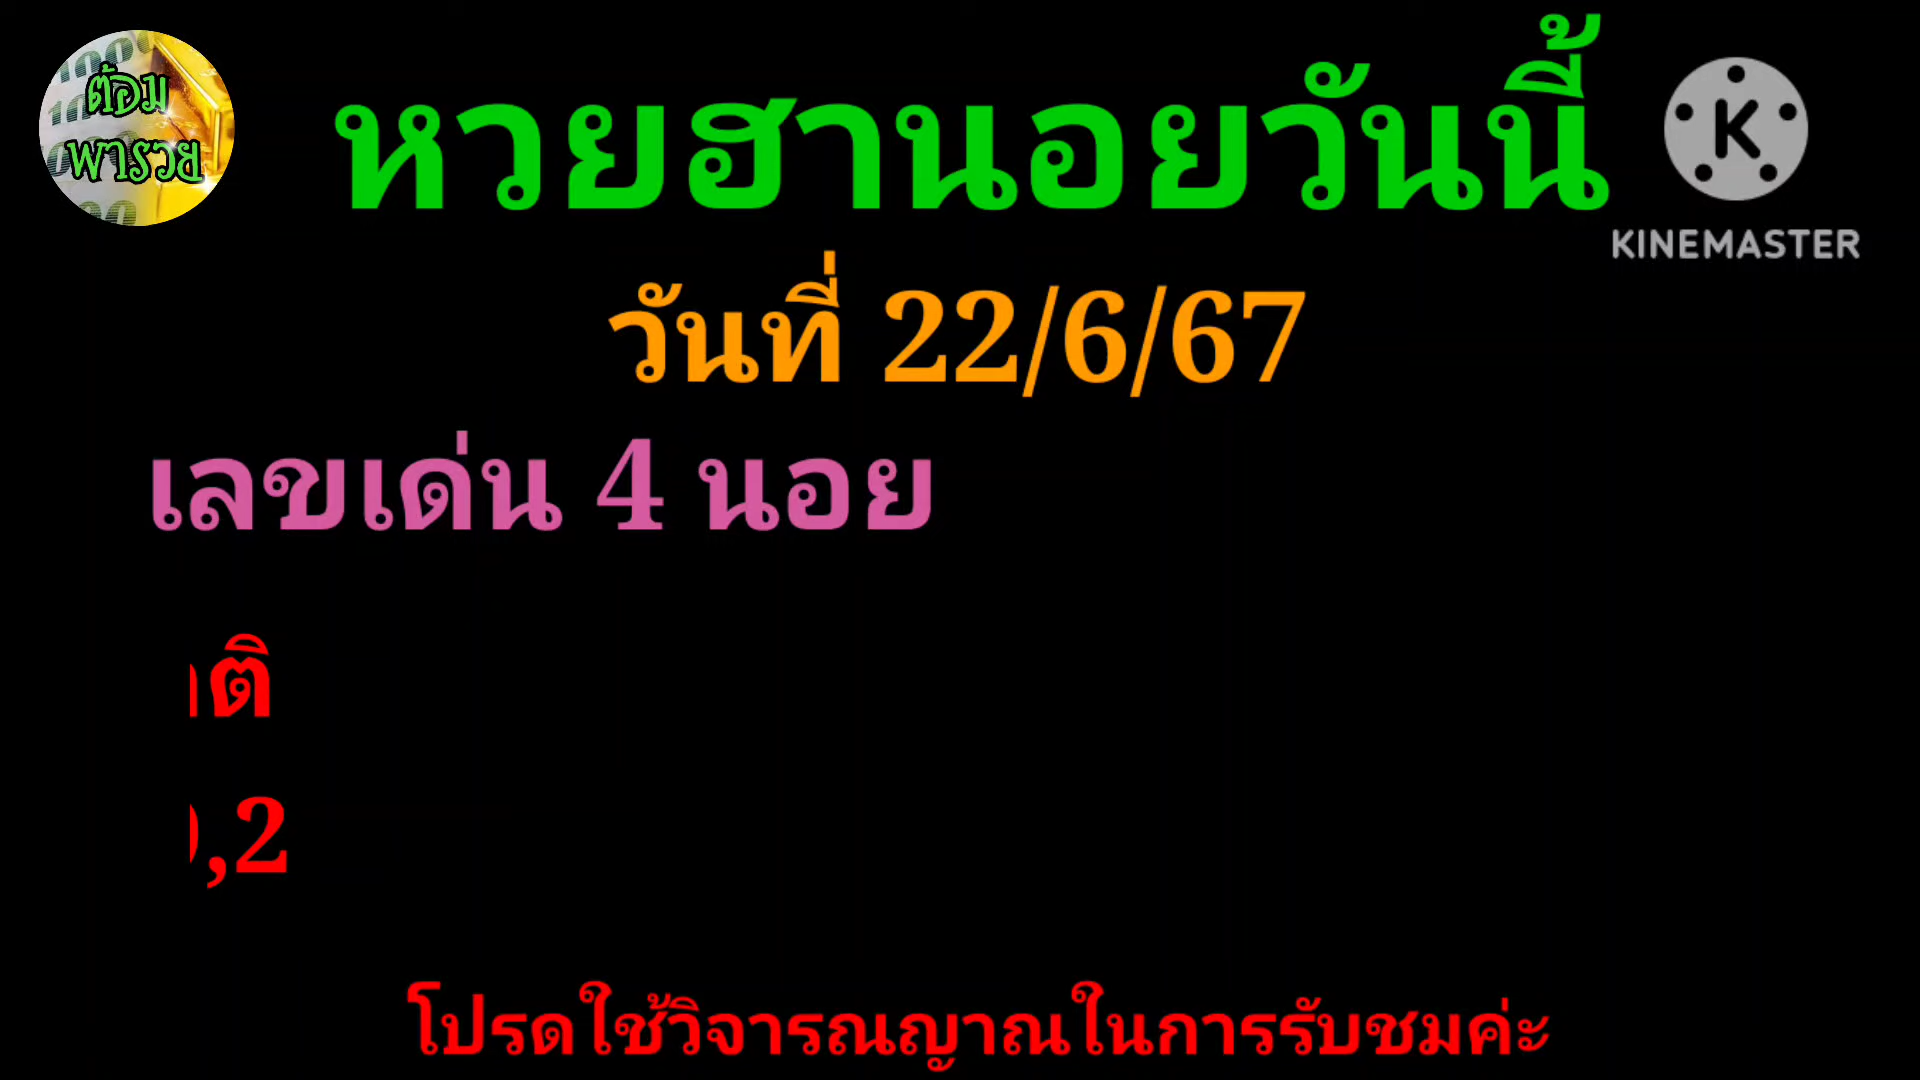 ต้อม
พารวย
หวยฮานอยวันนี้
KINEMASTER
วันที่ 22/6/67
เลขเด่น 4 นอย
ติ
,2
โปรดใช้วิจารณญาณในการรับชมค่ะ